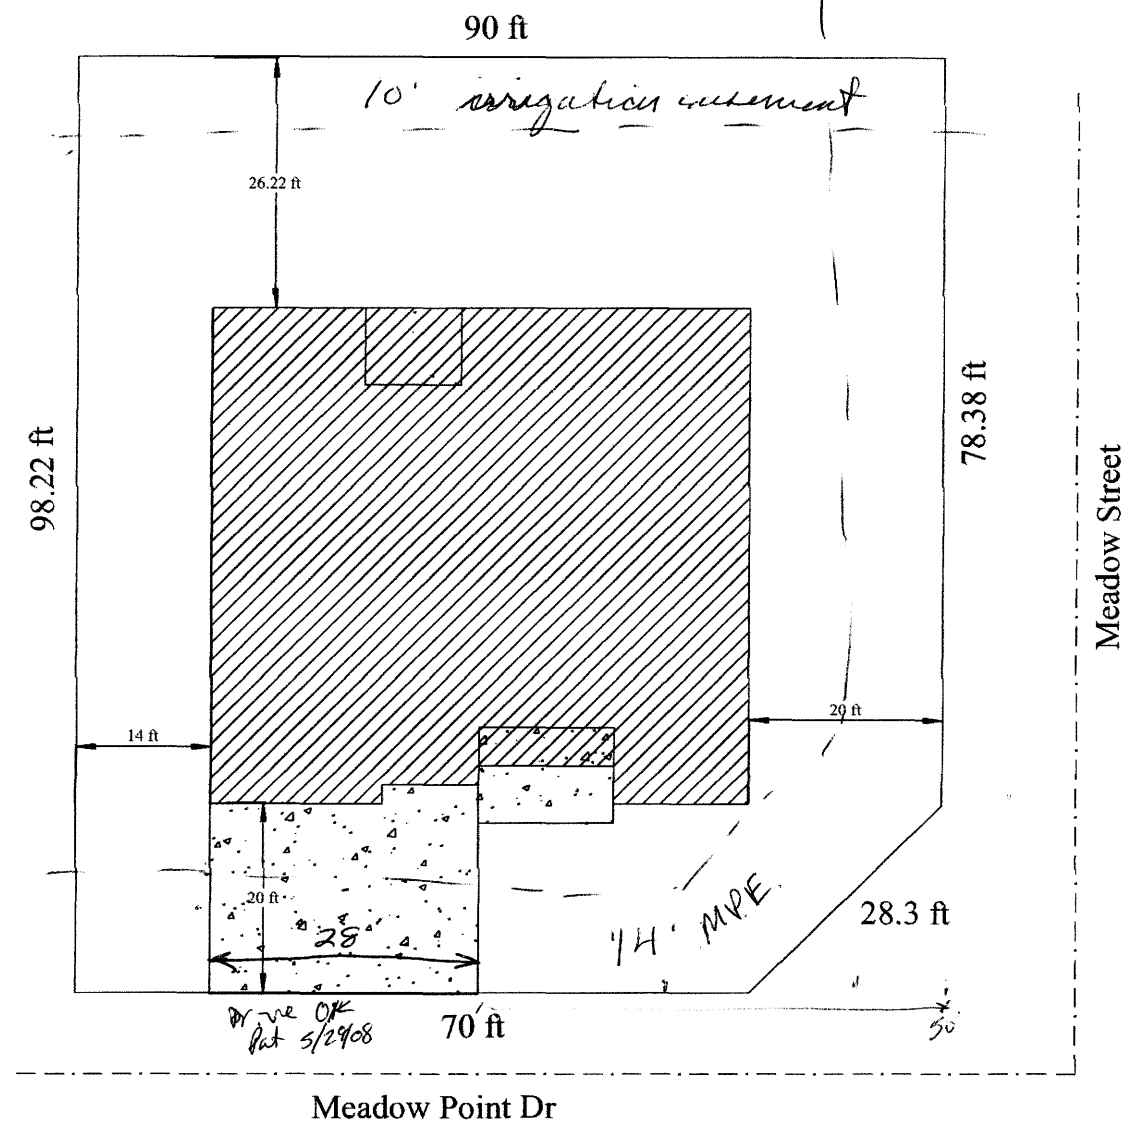 90 ft
10' irrigation easement
26.22 ft
98.22 ft
78.38 ft
Meadow Street
14 ft
20 ft
20 ft
28
14' MPE
28.3 ft
Drive OK
Pat 5/29/08
70 ft
50'
Meadow Point Dr